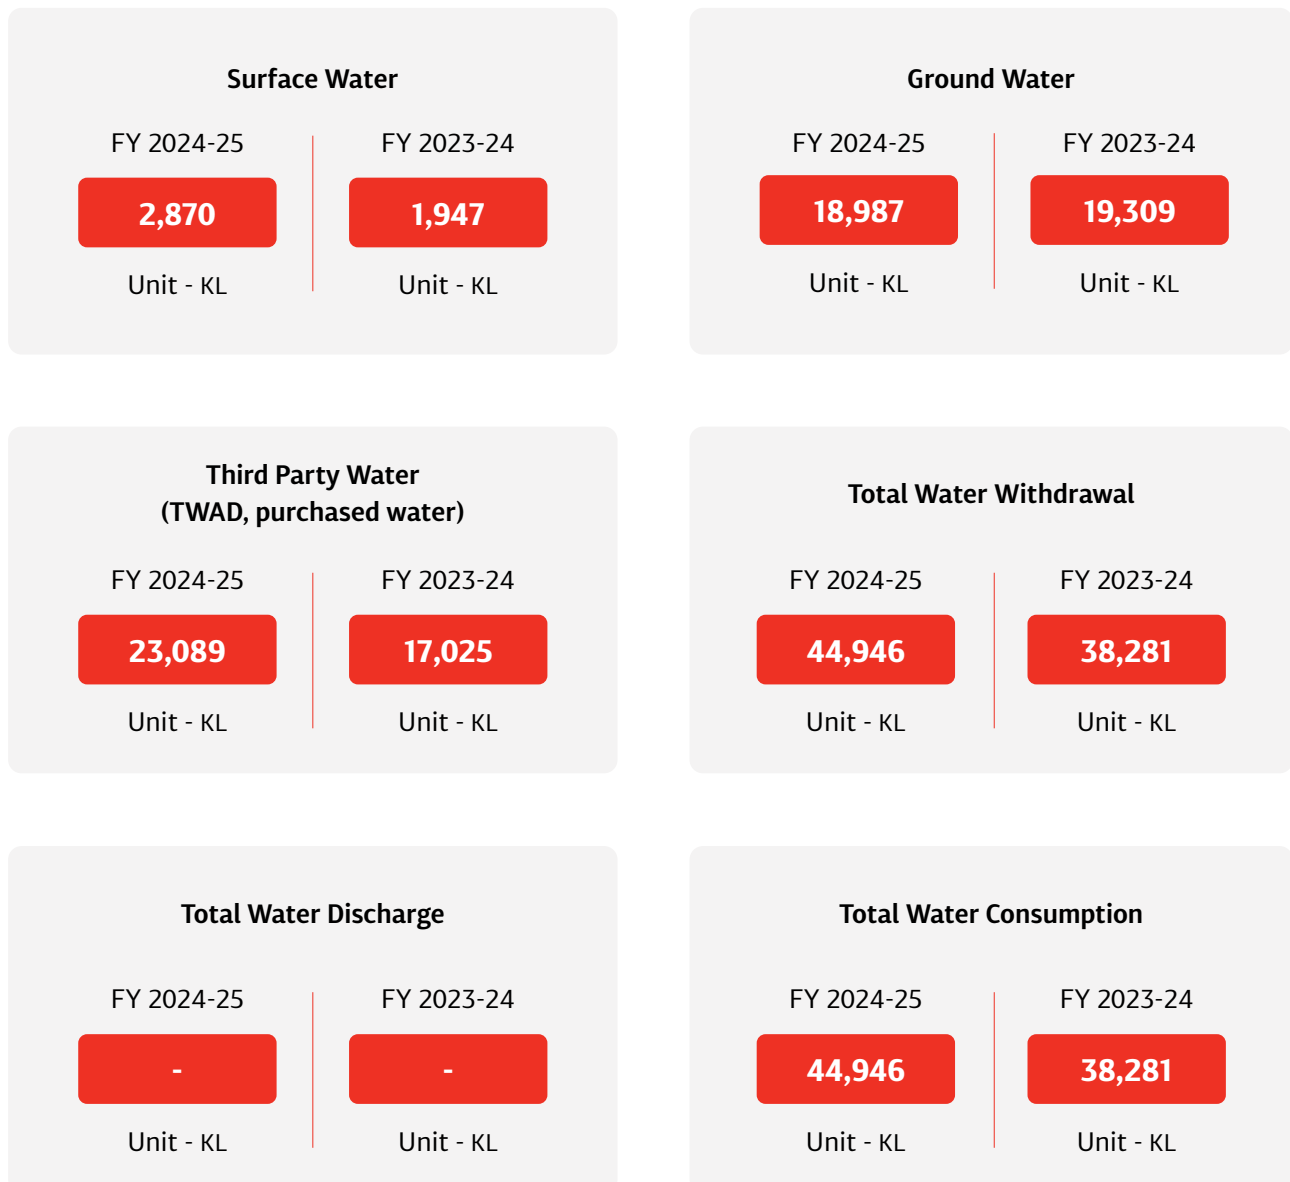 Surface Water
FY 2024-25
FY 2023-24
2,870
1,947
Unit - KL
Unit - KL
Ground Water
FY 2024-25
FY 2023-24
18,987
19,309
Unit - KL
Unit - KL
Third Party Water
(TWAD, purchased water)
FY 2024-25
FY 2023-24
23,089
17,025
Unit - KL
Unit - KL
Total Water Withdrawal
FY 2024-25
FY 2023-24
44,946
38,281
Unit - KL
Unit - KL
Total Water Discharge
FY 2024-25
FY 2023-24
-
-
Unit - KL
Unit - KL
Total Water Consumption
FY 2024-25
FY 2023-24
44,946
38,281
Unit - KL
Unit - KL